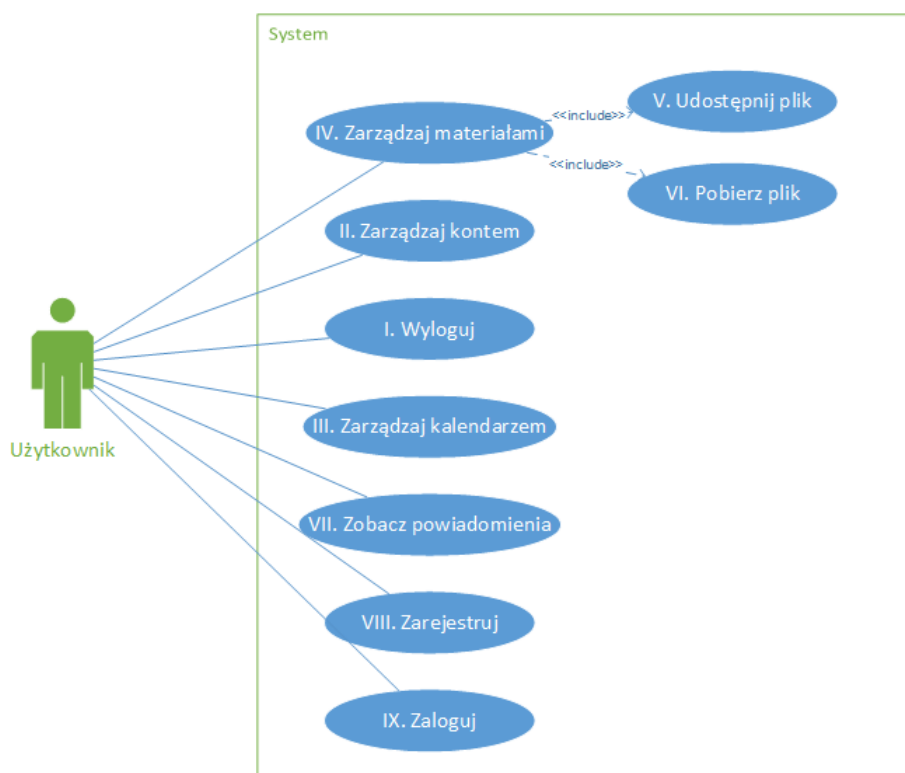 System
V. Udostępnij plik
<<include>>
IV. Zarządzaj materiałami
<<include>>
VI. Pobierz plik
II. Zarządzaj kontem
I. Wyloguj
III. Zarządzaj kalendarzem
Użytkownik
VII. Zobacz powiadomienia
VIII. Zarejestruj
IX. Zaloguj